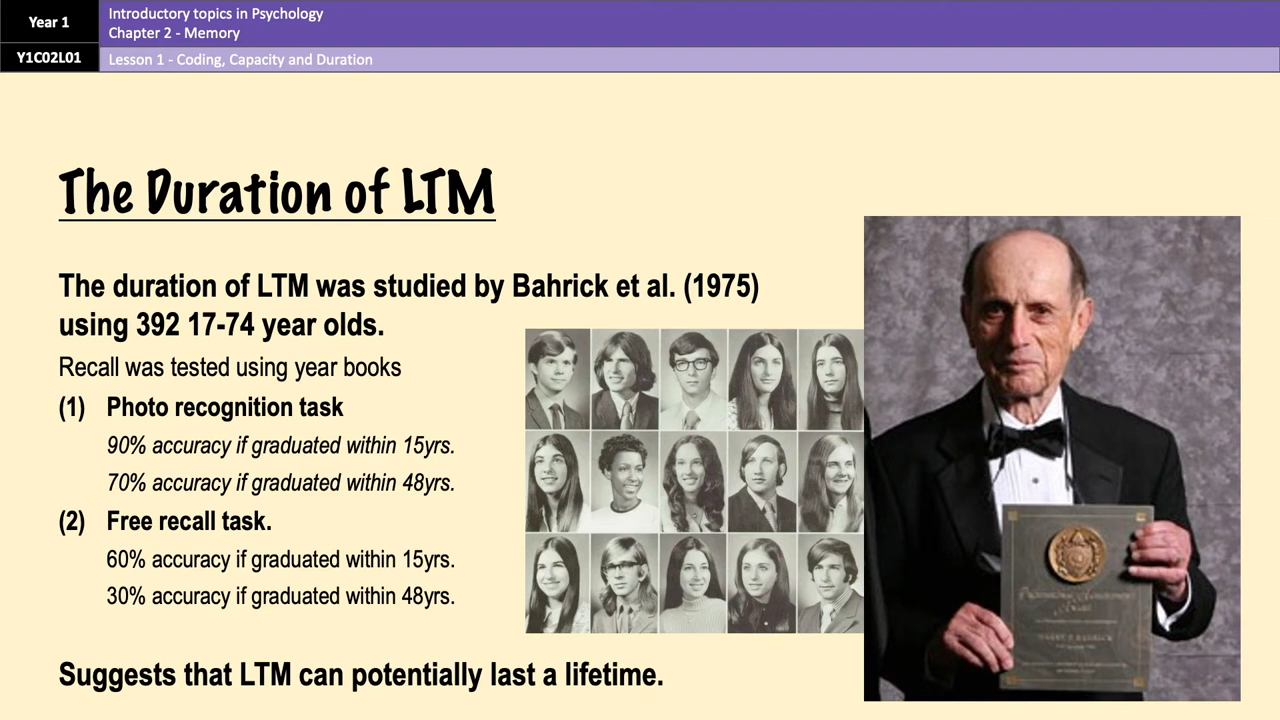 Year 1
Introductory topics in Psychology
Chapter 2 - Memory
Y1C02L01
Lesson 1 - Coding, Capacity and Duration
The Duration of LTM
The duration of LTM was studied by Bahrick et al. (1975)
using 392 17-74 year olds.
Recall was tested using year books
(1) Photo recognition task
90% accuracy if graduated within 15yrs.
70% accuracy if graduated within 48yrs.
(2) Free recall task.
60% accuracy if graduated within 15yrs.
30% accuracy if graduated within 48yrs.
Suggests that LTM can potentially last a lifetime.
Award